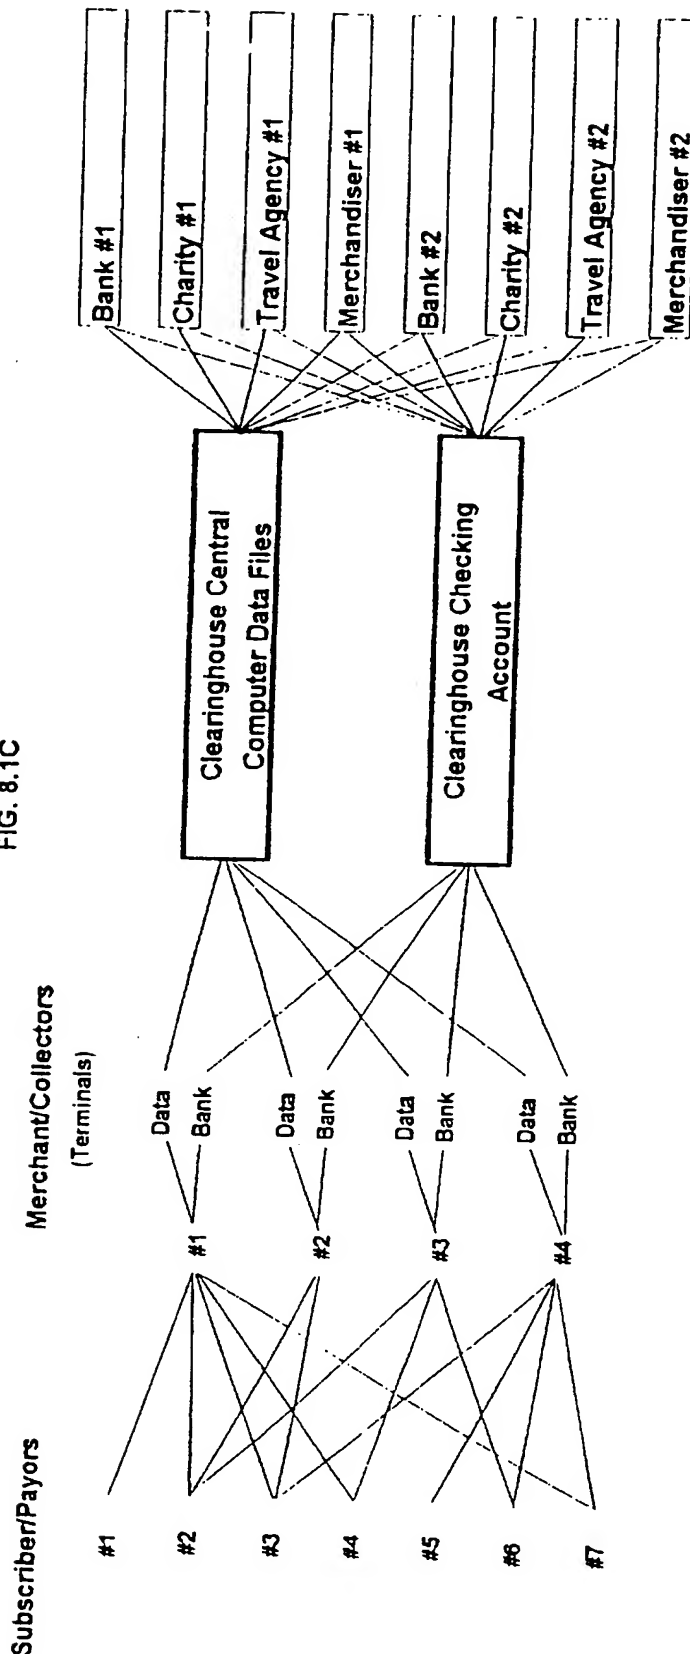 FIG. 8.1C
Subscriber/Payors
#1
#2
#3
#4
#5
#6
#7
Merchant/Collectors
(Terminals)
#1
Data
Bank
#2
Data
Bank
#3
Data
Bank
#4
Data
Bank
Clearinghouse Central
Computer Data Files
Clearinghouse Checking
Account
Bank #1
Charity #1
Travel Agency #1
Merchandiser #1
Bank #2
Charity #2
Travel Agency #2
Merchandiser #2